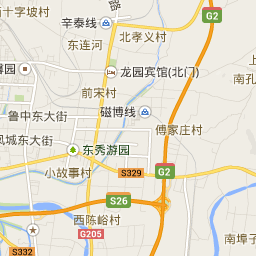 西十字坡村
辛泰线
G2
北孝义村
东连河
上
得园
龙园宾馆(北门)
南孔
前宋村
磁博线
鲁中东大街
傅家庄村
凤城东大街
东秀游园
小故事村
S329
G2
S26
西陈峪村
G205
南埠子
S332